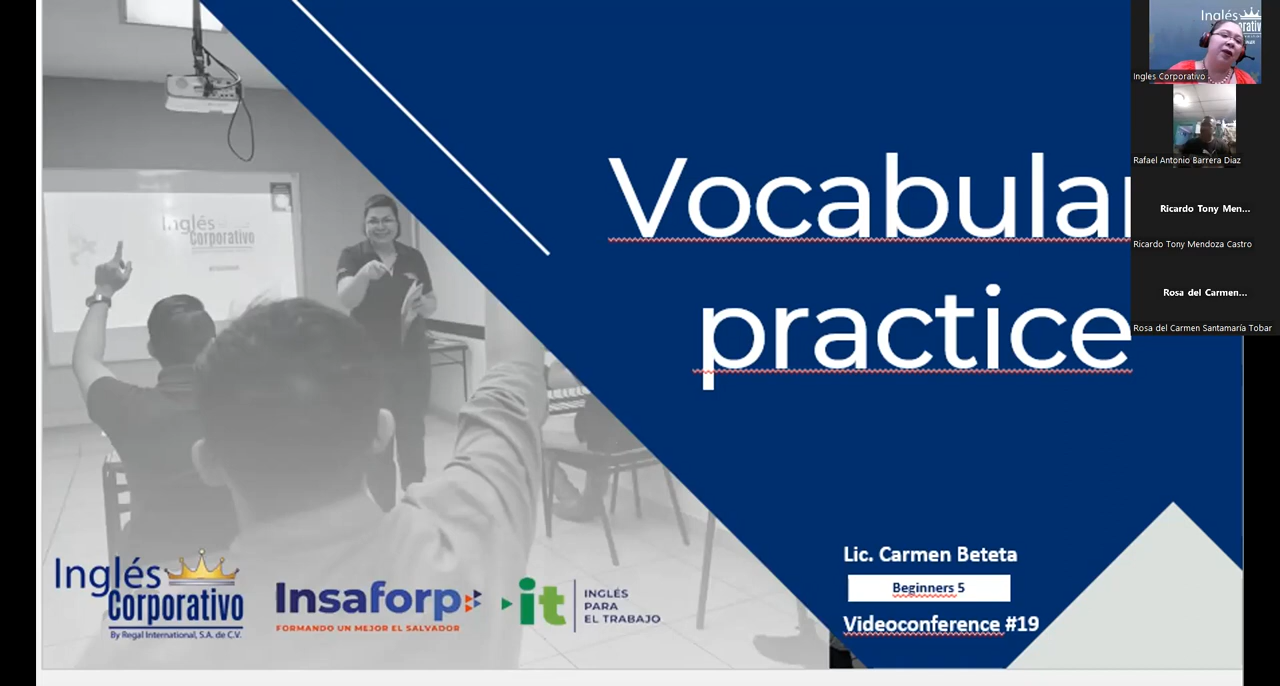 Vocabular
practice
Lic. Carmen Beteta
Beginners 5
Videoconference #19
Inglés
Corporativo
By Regal International, S.A. de C.V.
Insaforp
FORMANDO UN MEJOR EL SALVADOR
it
INGLÉS
PARA
EL TRABAJO
Inglés
Corporativo
Inglés
Ingles Corporativo
Rafael Antonio Barrera Diaz
Ricardo Tony Men...
Ricardo Tony Mendoza Castro
Rosa del Carmen...
Rosa del Carmen Santamaría Tobar